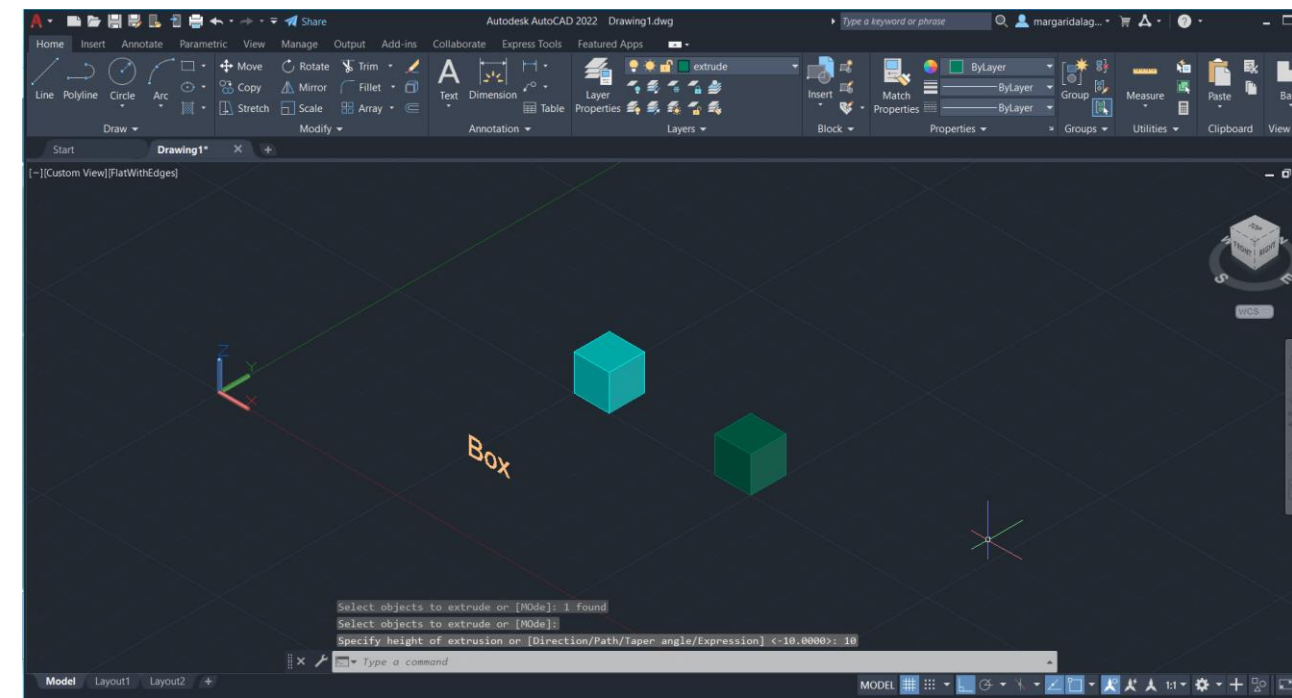 Share
Autodesk AutoCAD 2022 Drawing1.dwg
Type a keyword or phrase
margaridalag...
Home Insert Annotate Parametric View Manage Output Add-ins Collaborate Express Tools Featured Apps
Move Rotate Trim extrude ByLayer
Copy Mirror Fillet ByLayer
Line Polyline Circle Arc Text Dimension Layer Insert Match Group Measure Paste Ba
Stretch Scale Array Table Properties Properties ByLayer
Draw Modify Annotation Layers Block Properties Groups Utilities Clipboard View
Start Drawing1* +
[−][Custom View][FlatWithEdges]
TOP
FRONT RIGHT
S E
WCS
Z
Y
X
Box
Select objects to extrude or [MOde]: 1 found
Select objects to extrude or [MOde]:
Specify height of extrusion or [Direction/Path/Taper angle/Expression] <-10.0000>: 10
Type a command
Model Layout1 Layout2 +
MODEL 1:1